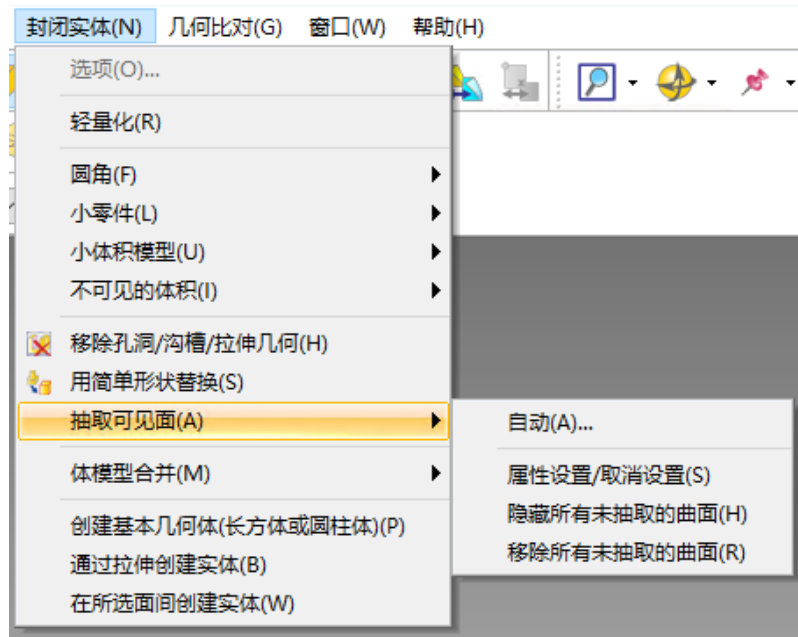 封闭实体(N) 几何比对(G) 窗口(W) 帮助(H)
选项(O)...
轻量化(R)
圆角(F)
小零件(L)
小体积模型(U)
不可见的体积(I)
移除孔洞/沟槽/拉伸几何(H)
用简单形状替换(S)
抽取可见面(A)
体模型合并(M)
创建基本几何体(长方体或圆柱体)(P)
通过拉伸创建实体(B)
在所选面间创建实体(W)
自动(A)...
属性设置/取消设置(S)
隐藏所有未抽取的曲面(H)
移除所有未抽取的曲面(R)